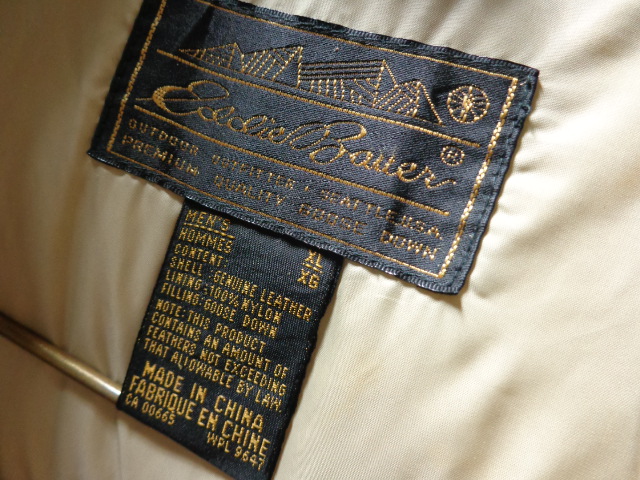 Eddie Bauer®
OUTDOOR OUTFITTER • SEATTLE, USA
PREMIUM QUALITY GOOSE DOWN
MEN'S XL
HOMMES XG
CONTENT:
SHELL: GENUINE LEATHER
LINING: 100% NYLON
FILLING: GOOSE DOWN
NOTE: THIS PRODUCT
CONTAINS AN AMOUNT OF
FEATHERS NOT EXCEEDING
THAT ALLOWABLE BY LAW.
MADE IN CHINA
FABRIQUE EN CHINE
CA 00665 WPL 9647